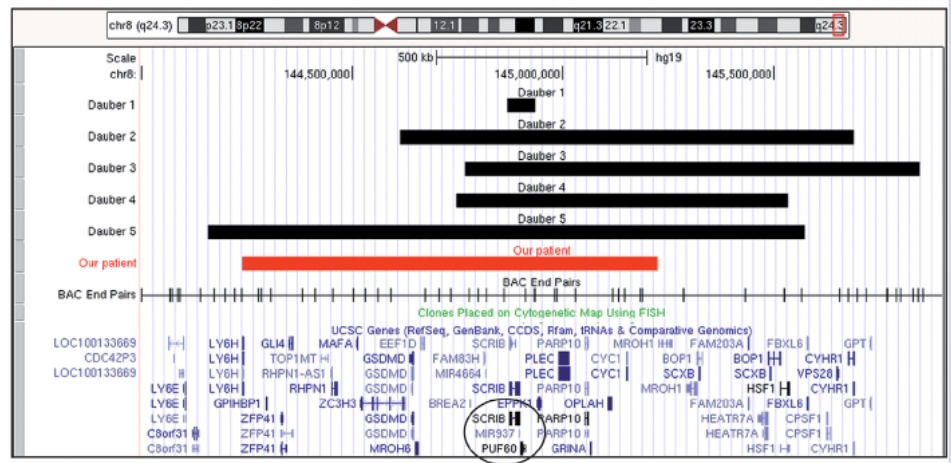 chr8 (q24.3) p23.1 8p22 8p12 12.1 q21.3 22.1 23.3 q24.3
Scale 500 kb hg19
chr8: 144,500,000 145,000,000 145,500,000
Dauber 1
Dauber 1
Dauber 2
Dauber 2
Dauber 3
Dauber 3
Dauber 4
Dauber 4
Dauber 5
Dauber 5
Our patient
Our patient
BAC End Pairs
BAC End Pairs
Clones Placed on Cytogenetic Map Using FISH
UCSC Genes (RefSeq, GenBank, CCDS, Rfam, tRNAs & Comparative Genomics)
LOC100133669 LY6H GLI4 MAFA EEF1D SCRIB PARP10 MROH1 FAM203A FBXL6 GPT
CDC42P3 LY6H TOP1MT GSDMD FAM83H PLEC CYC1 BOP1 BOP1 CYHR1
LOC100133669 LY6H RHPN1-AS1 GSDMD MIR4664 PLEC CYC1 SCXB SCXB VPS28
LY6E LY6H RHPN1 GSDMD SCRIB PARP10 MROH1 HSF1 CYHR1
LY6E GPIHBP1 ZC3H3 BREA2 EPPK1 OPLAH FAM203A FBXL6 GPT
LY6E ZFP41 GSDMD SCRIB PARP10 HEATR7A CPSF1
C8orf31 ZFP41 GSDMD MIR937 PARP10 HEATR7A CPSF1
C8orf31 ZFP41 MROH6 PUF60 GRINA HSF1 CYHR1